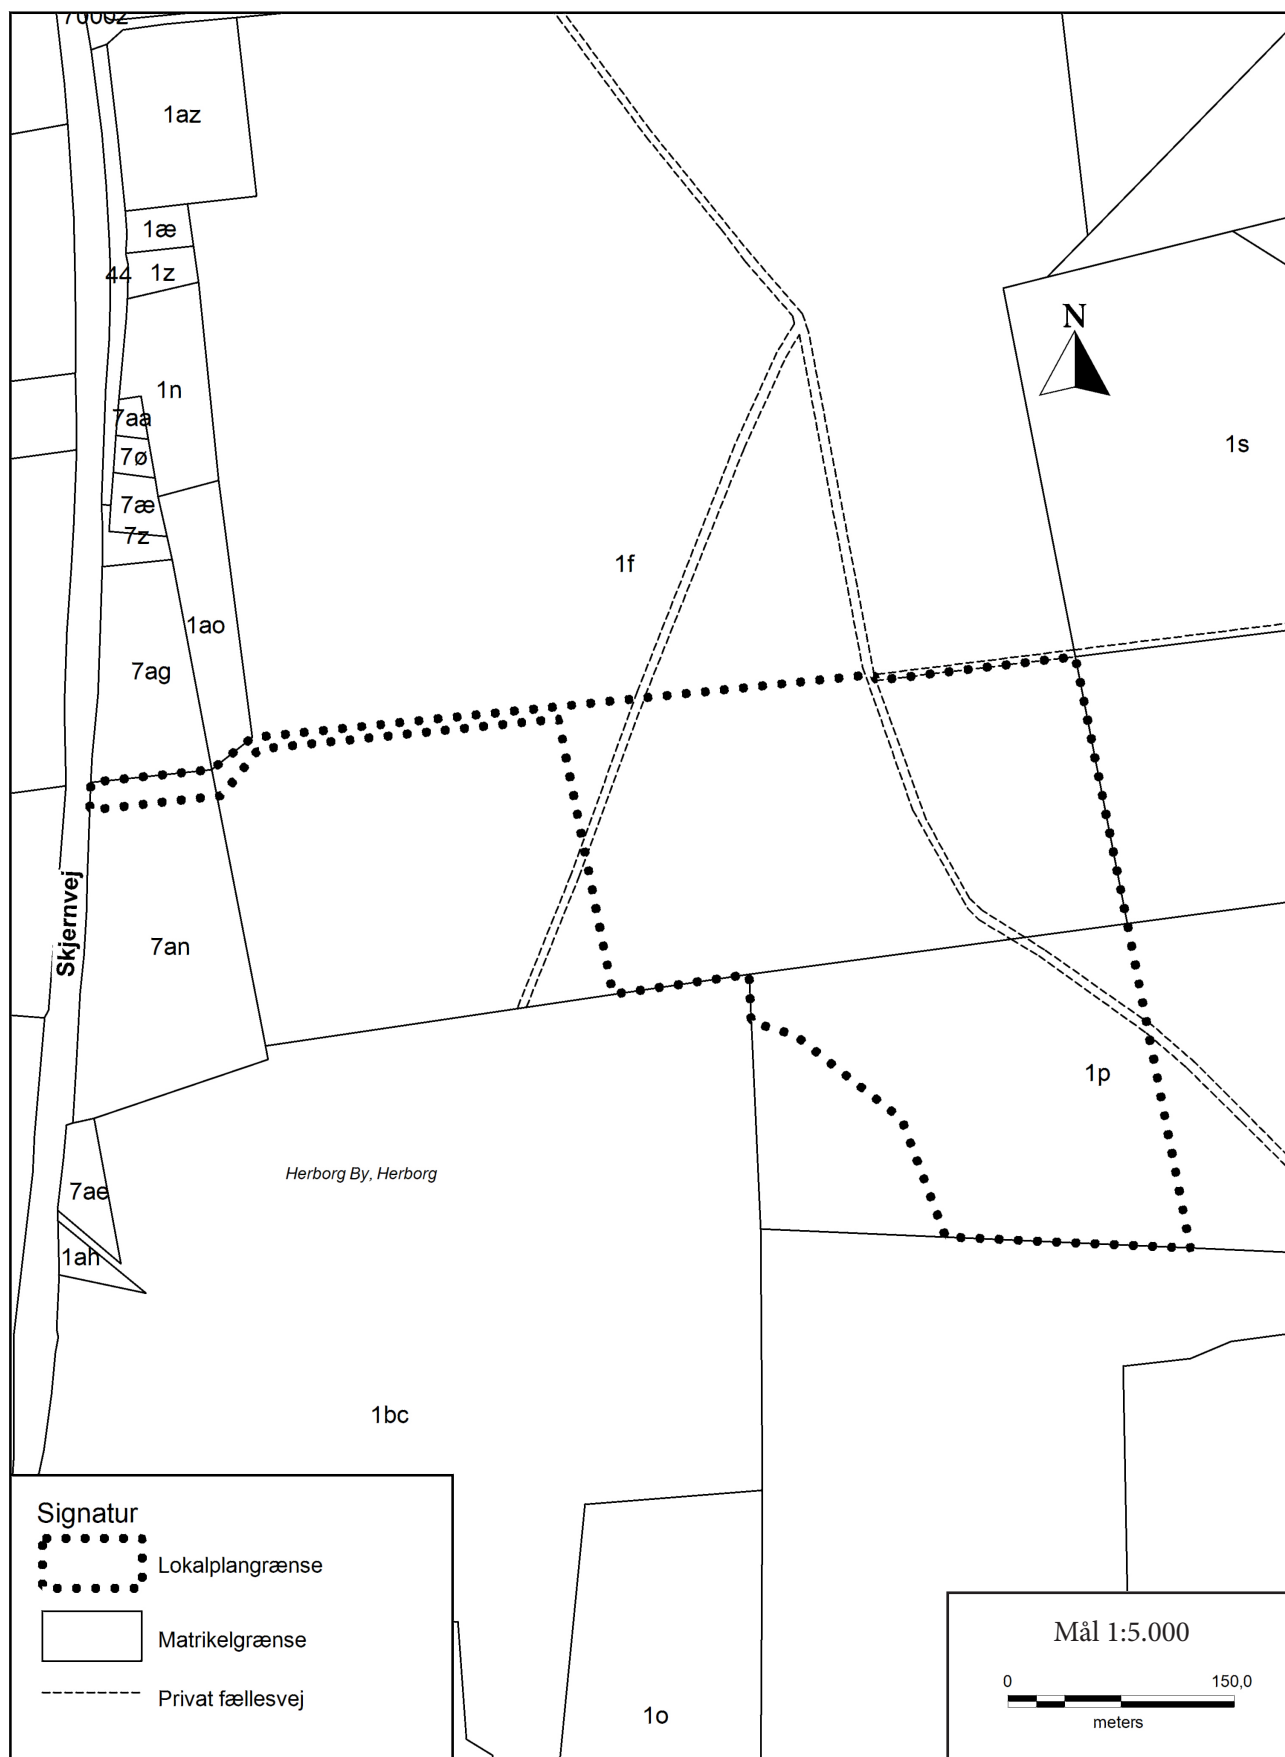 70002
1az
1æ
44
1z
N
1n
7aa
1s
7ø
7æ
7z
1f
1ao
7ag
Skjernvej
7an
1p
Herborg By, Herborg
7ae
1ah
1bc
Signatur
Lokalplangrænse
Matrikelgrænse
Privat fællesvej
1o
Mål 1:5.000
0 150,0
meters